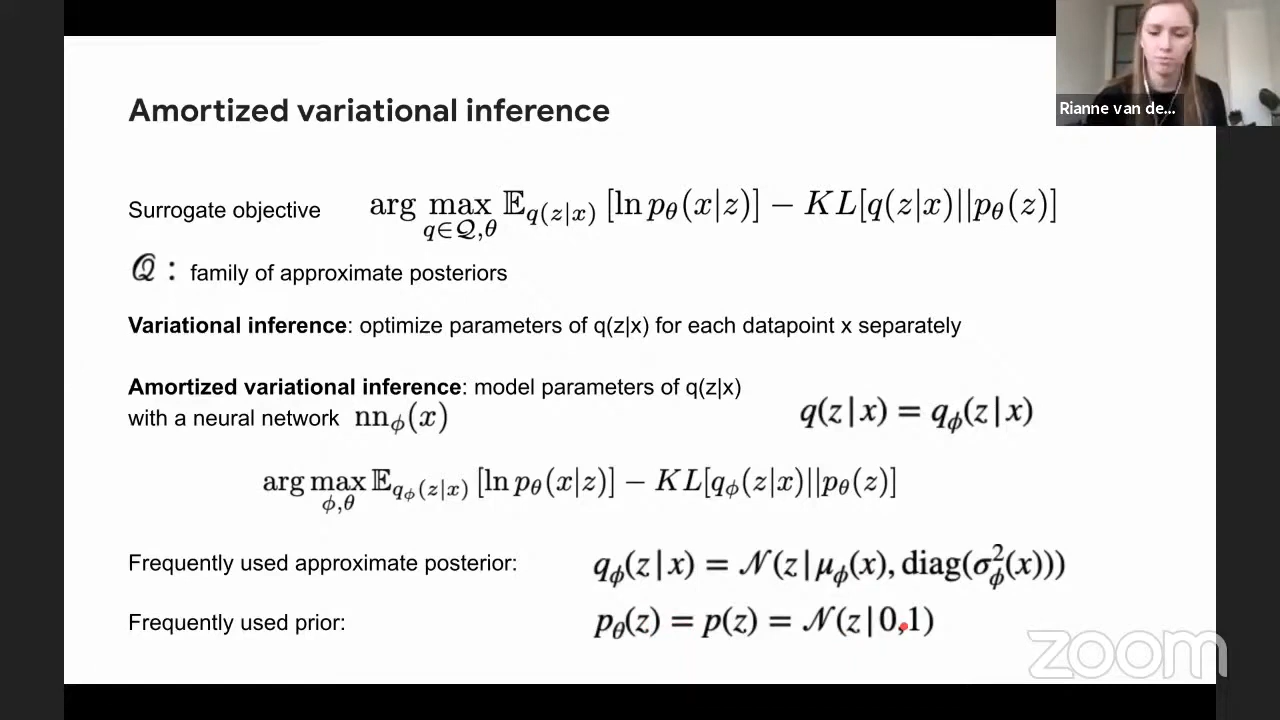 Amortized variational inference
Rianne van de...
Surrogate objective arg max_{q∈𝒬,θ} 𝔼_{q(z|x)} [ln p_θ(x|z)] − KL[q(z|x)||p_θ(z)]
𝒬 : family of approximate posteriors
Variational inference: optimize parameters of q(z|x) for each datapoint x separately
Amortized variational inference: model parameters of q(z|x)
with a neural network nn_ϕ(x) q(z|x) = q_ϕ(z|x)
arg max_{ϕ,θ} 𝔼_{q_ϕ(z|x)} [ln p_θ(x|z)] − KL[q_ϕ(z|x)||p_θ(z)]
Frequently used approximate posterior: q_ϕ(z|x) = 𝒩(z|μ_ϕ(x), diag(σ_ϕ^2(x)))
Frequently used prior: p_θ(z) = p(z) = 𝒩(z|0,1)
zoom